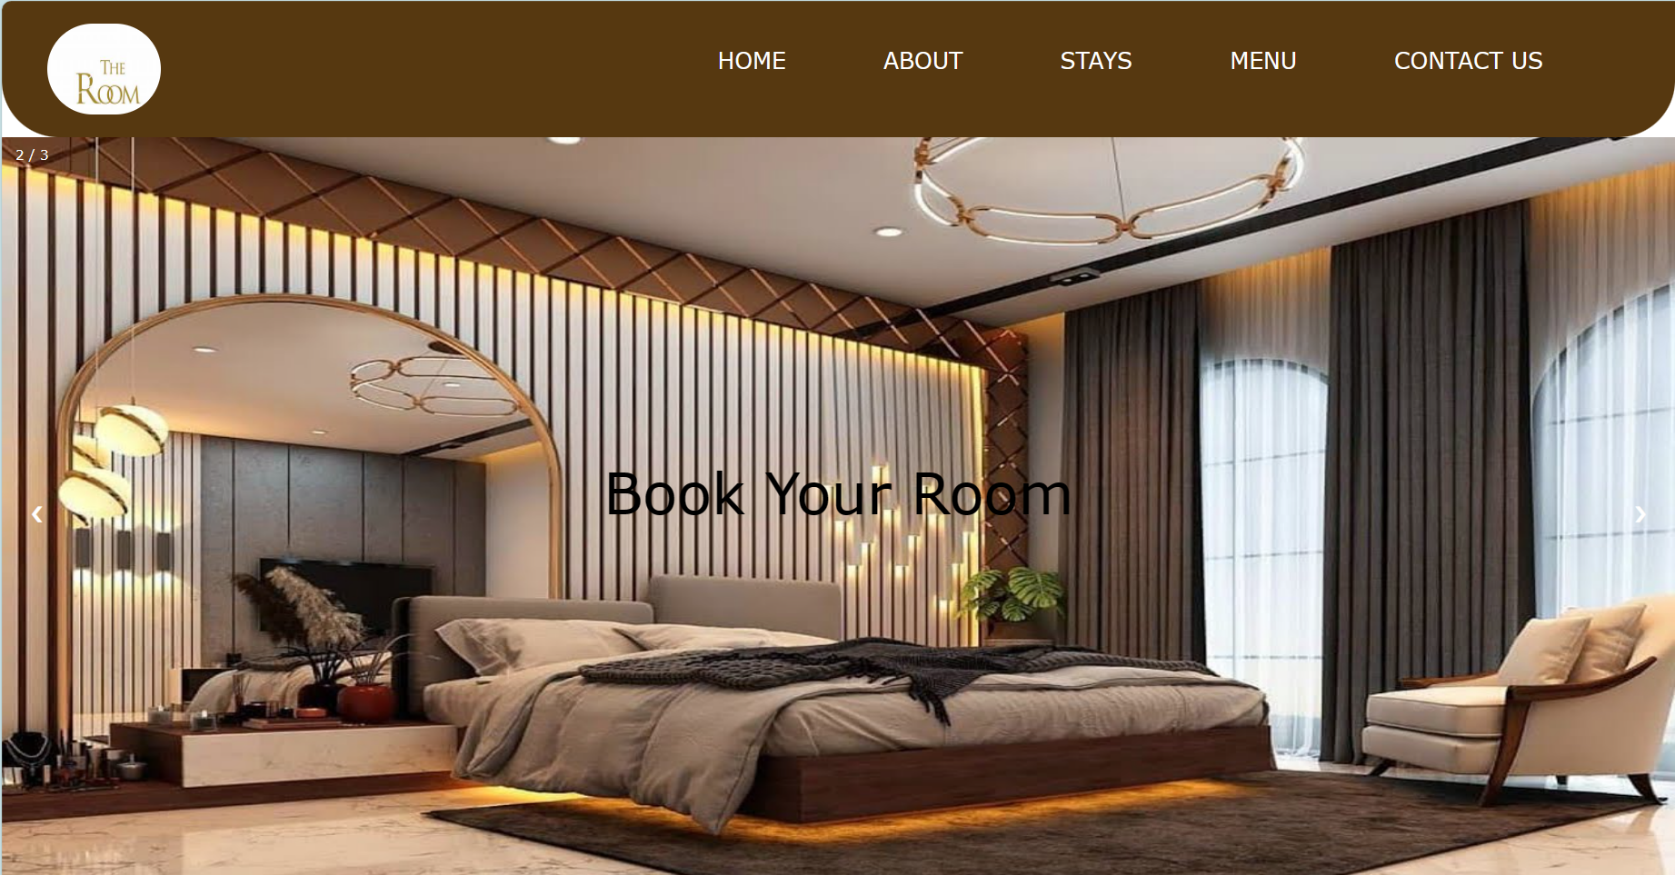 THE
ROOM
HOME
ABOUT
STAYS
MENU
CONTACT US
2 / 3
Book Your Room
❮
❯